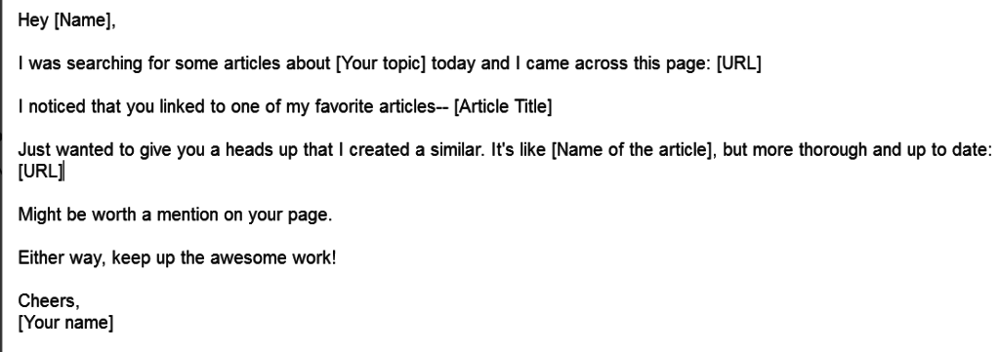 Hey [Name],
I was searching for some articles about [Your topic] today and I came across this page: [URL]
I noticed that you linked to one of my favorite articles-- [Article Title]
Just wanted to give you a heads up that I created a similar. It's like [Name of the article], but more thorough and up to date:
[URL]
Might be worth a mention on your page.
Either way, keep up the awesome work!
Cheers,
[Your name]